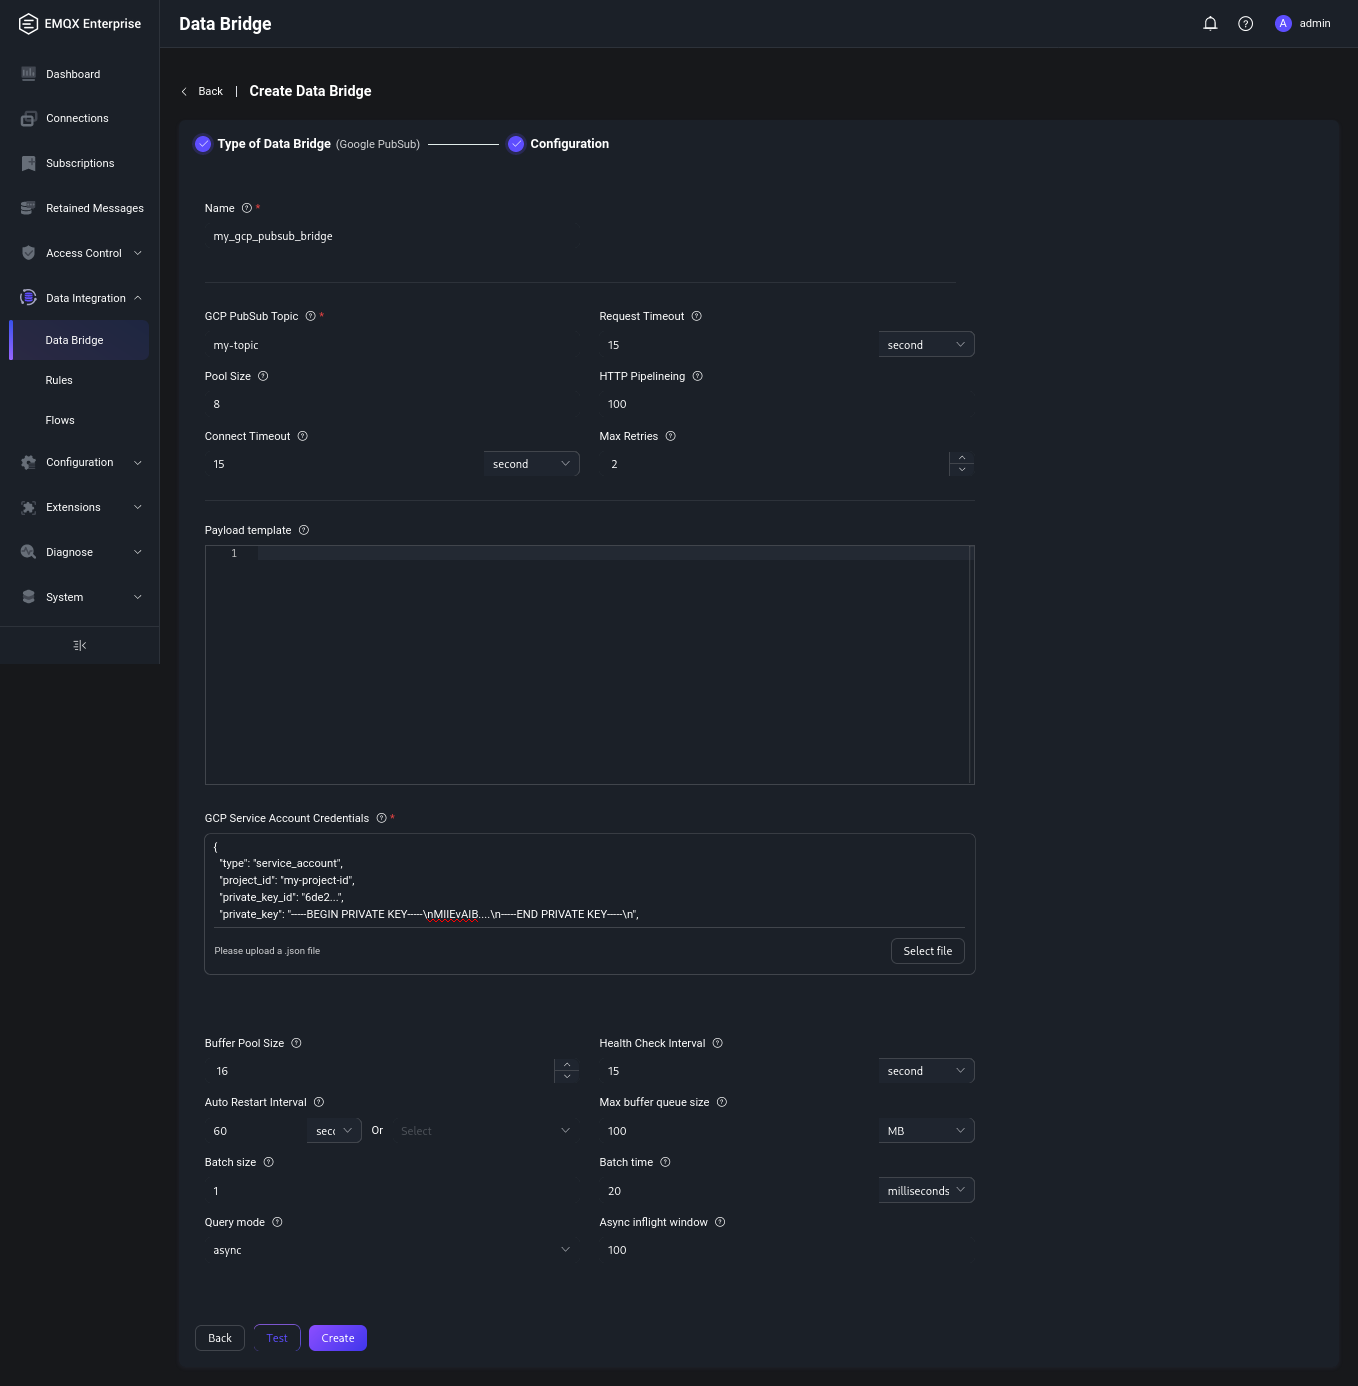 EMQX Enterprise
Data Bridge
A admin
Dashboard
Connections
Subscriptions
Retained Messages
Access Control
Data Integration
Data Bridge
Rules
Flows
Configuration
Extensions
Diagnose
System
Back | Create Data Bridge
Type of Data Bridge (Google PubSub) Configuration
Name ? *
my_gcp_pubsub_bridge
GCP PubSub Topic ? * Request Timeout ?
my-topic 15 second
Pool Size ? HTTP Pipelineing ?
8 100
Connect Timeout ? Max Retries ?
15 second 2
Payload template ?
1
GCP Service Account Credentials ? *
{
"type": "service_account",
"project_id": "my-project-id",
"private_key_id": "6de2...",
"private_key": "-----BEGIN PRIVATE KEY-----\nMIIEvAIB....\n-----END PRIVATE KEY-----\n",
Please upload a .json file Select file
Buffer Pool Size ? Health Check Interval ?
16 15 second
Auto Restart Interval ? Max buffer queue size ?
60 sec Or Select 100 MB
Batch size ? Batch time ?
1 20 milliseconds
Query mode ? Async inflight window ?
async 100
Back Test Create